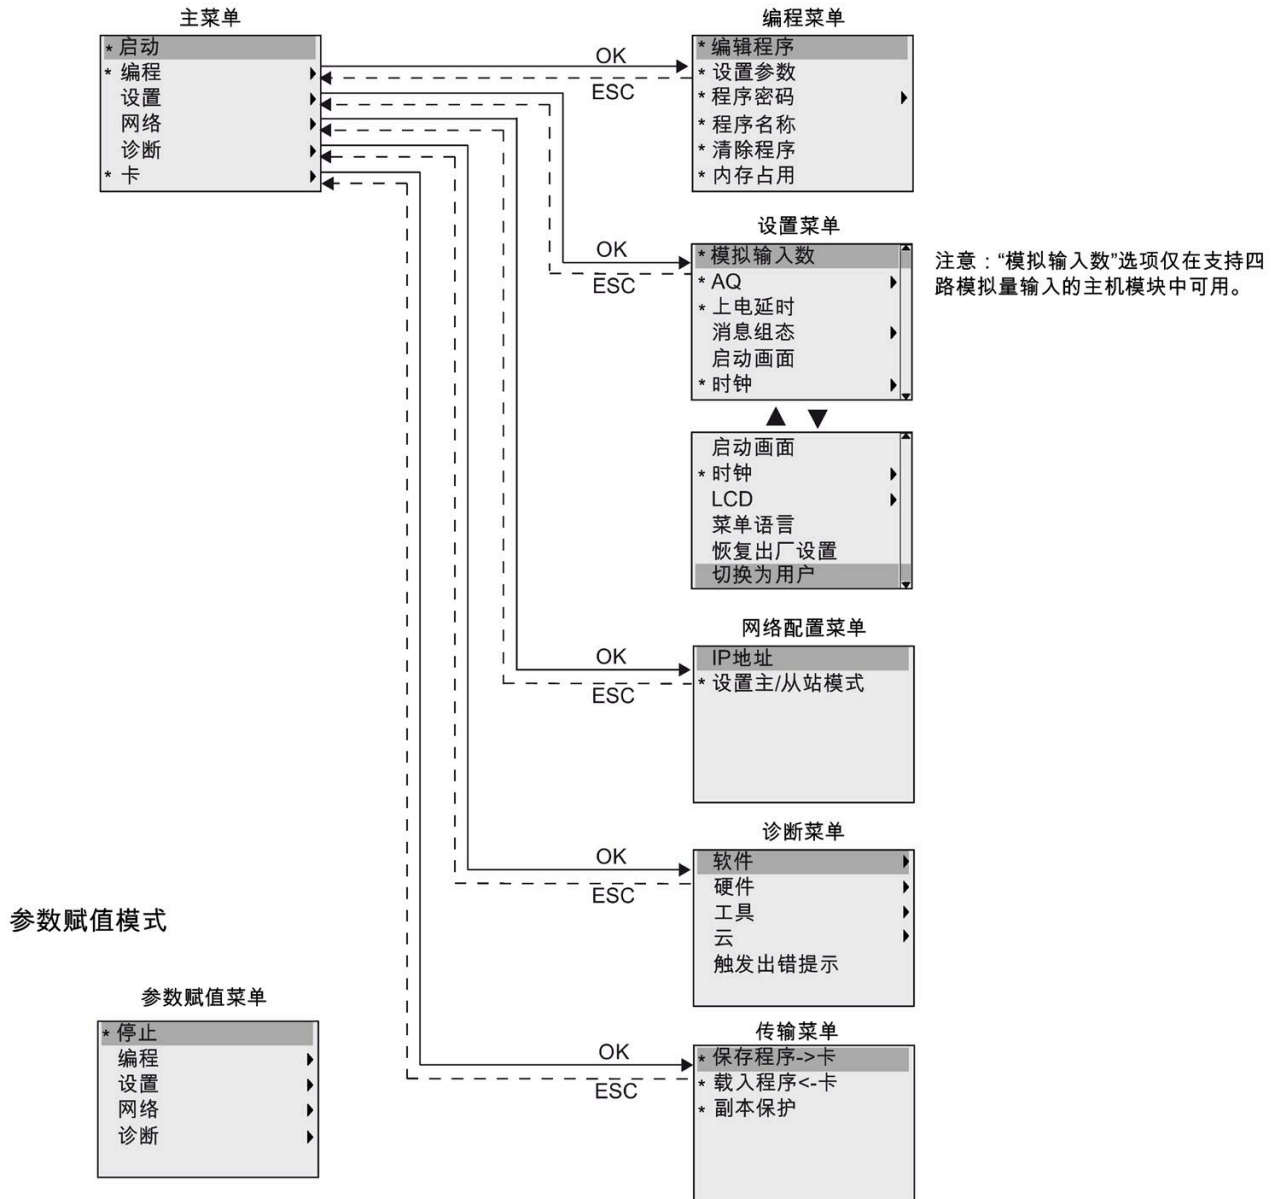 主菜单
* 启动
* 编程
设置
网络
诊断
* 卡
OK
ESC
编程菜单
* 编辑程序
* 设置参数
* 程序密码
* 程序名称
* 清除程序
* 内存占用
OK
ESC
设置菜单
* 模拟输入数
* AQ
* 上电延时
消息组态
启动画面
* 时钟
注意：“模拟输入数”选项仅在支持四
路模拟量输入的主机模块中可用。
启动画面
* 时钟
LCD
菜单语言
恢复出厂设置
切换为用户
OK
ESC
网络配置菜单
IP地址
* 设置主/从站模式
OK
ESC
诊断菜单
软件
硬件
工具
云
触发出错提示
OK
ESC
传输菜单
* 保存程序->卡
* 载入程序<-卡
* 副本保护
参数赋值模式
参数赋值菜单
* 停止
编程
设置
网络
诊断